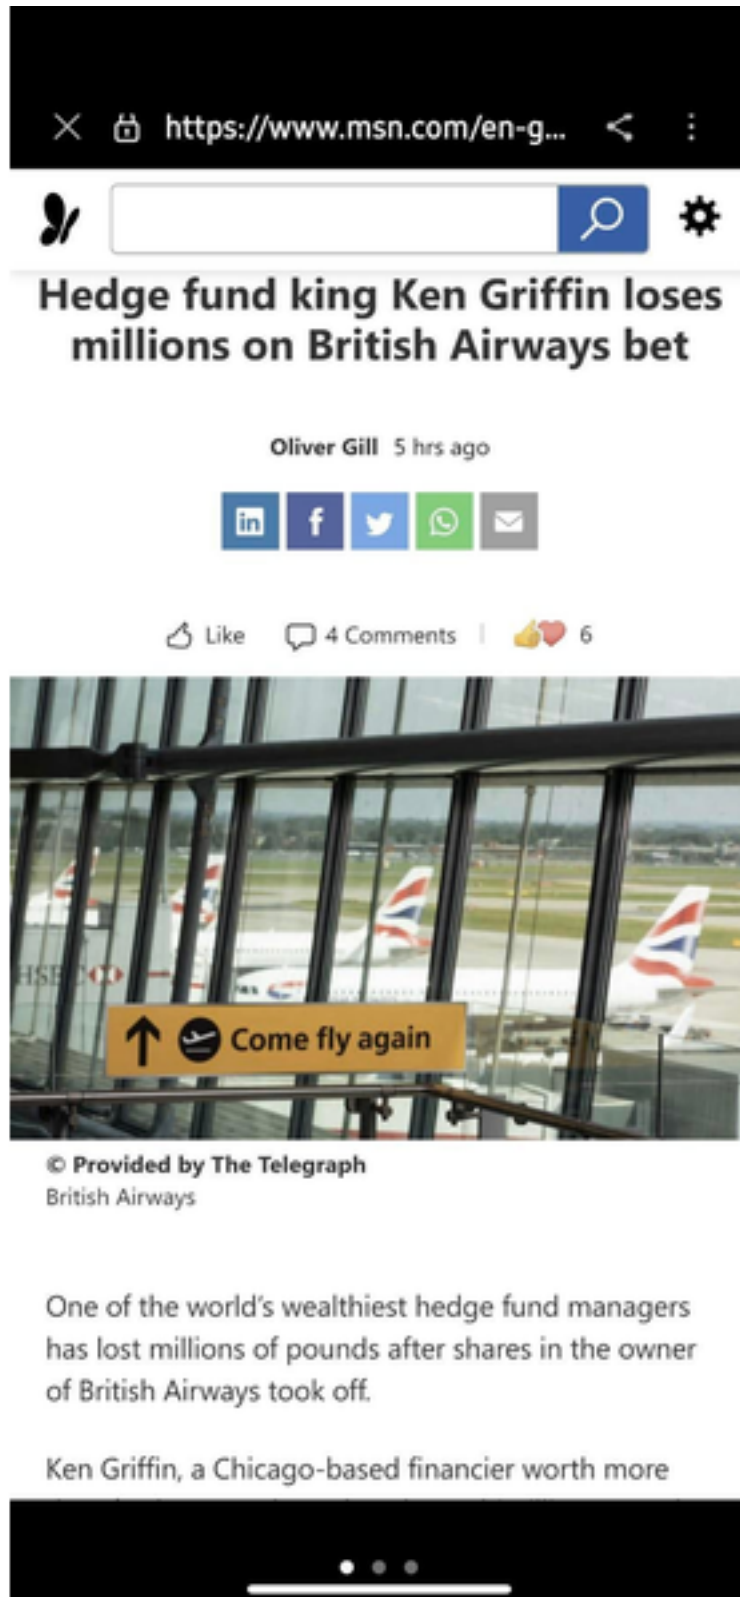 https://www.msn.com/en-g...
Hedge fund king Ken Griffin loses
millions on British Airways bet
Oliver Gill 5 hrs ago
in f
Like 4 Comments 6
HSBC
Come fly again
© Provided by The Telegraph
British Airways
One of the world's wealthiest hedge fund managers
has lost millions of pounds after shares in the owner
of British Airways took off.
Ken Griffin, a Chicago-based financier worth more